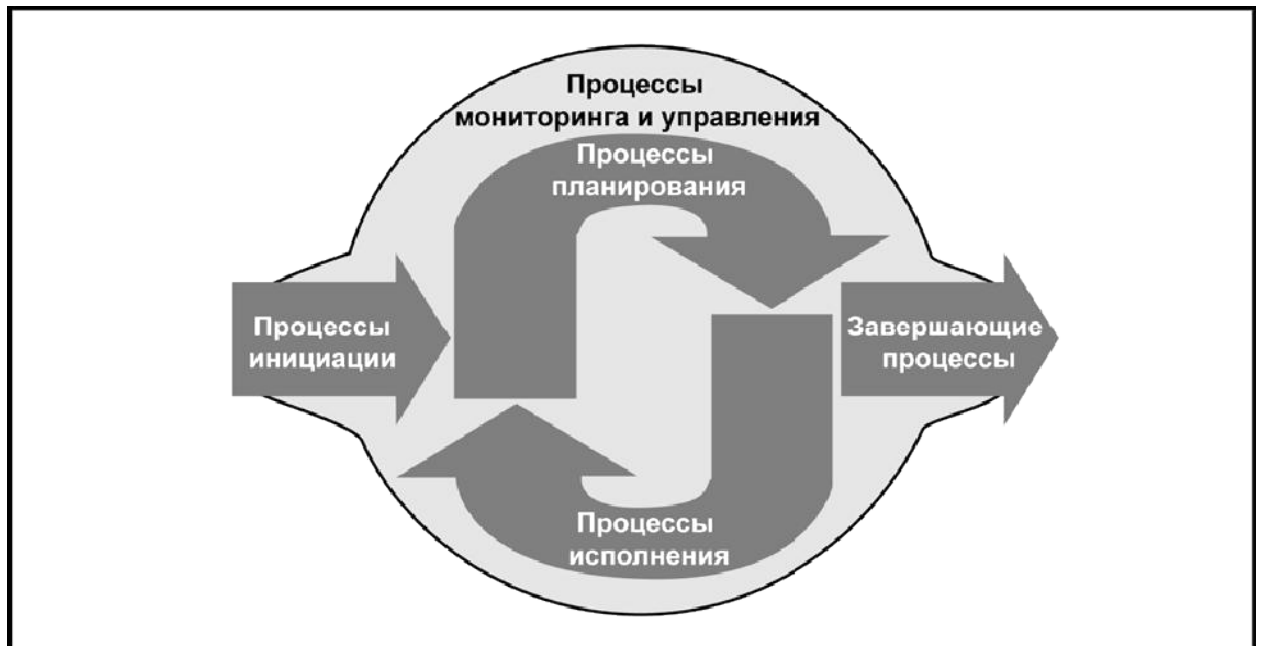 Процессы
мониторинга и управления
Процессы
планирования
Процессы
инициации
Завершающие
процессы
Процессы
исполнения